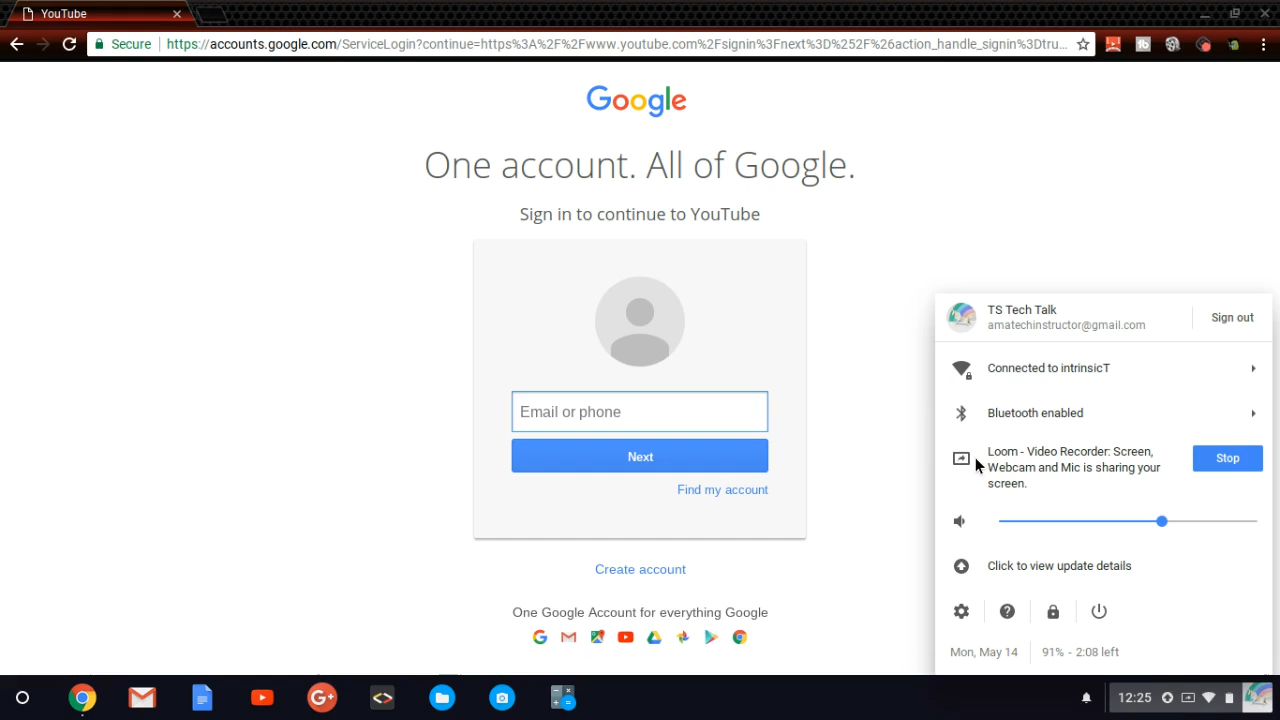 YouTube
Secure
https://accounts.google.com/ServiceLogin?continue=https%3A%2F%2Fwww.youtube.com%2Fsignin%3Fnext%3D%252F%26action_handle_signin%3Dtru...
Google
One account. All of Google.
Sign in to continue to YouTube
Email or phone
Next
Find my account
Create account
One Google Account for everything Google
TS Tech Talk
amatechinstructor@gmail.com
Sign out
Connected to intrinsicT
Bluetooth enabled
Loom - Video Recorder: Screen,
Webcam and Mic is sharing your
screen.
Stop
Click to view update details
Mon, May 14
91% - 2:08 left
12:25